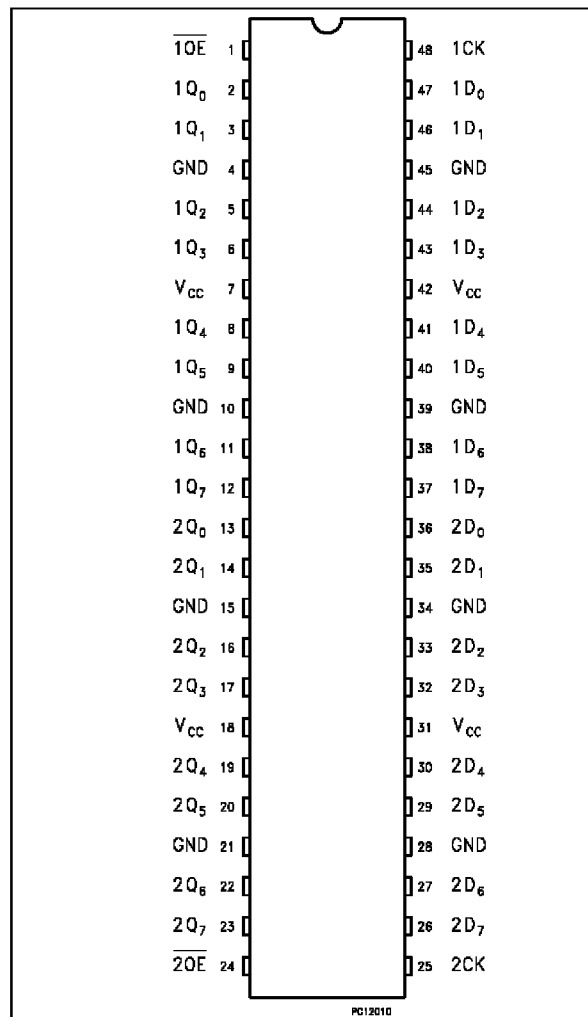 1OE 1 48 1CK
1Q0 2 47 1D0
1Q1 3 46 1D1
GND 4 45 GND
1Q2 5 44 1D2
1Q3 6 43 1D3
VCC 7 42 VCC
1Q4 8 41 1D4
1Q5 9 40 1D5
GND 10 39 GND
1Q6 11 38 1D6
1Q7 12 37 1D7
2Q0 13 36 2D0
2Q1 14 35 2D1
GND 15 34 GND
2Q2 16 33 2D2
2Q3 17 32 2D3
VCC 18 31 VCC
2Q4 19 30 2D4
2Q5 20 29 2D5
GND 21 28 GND
2Q6 22 27 2D6
2Q7 23 26 2D7
2OE 24 25 2CK
PC12010